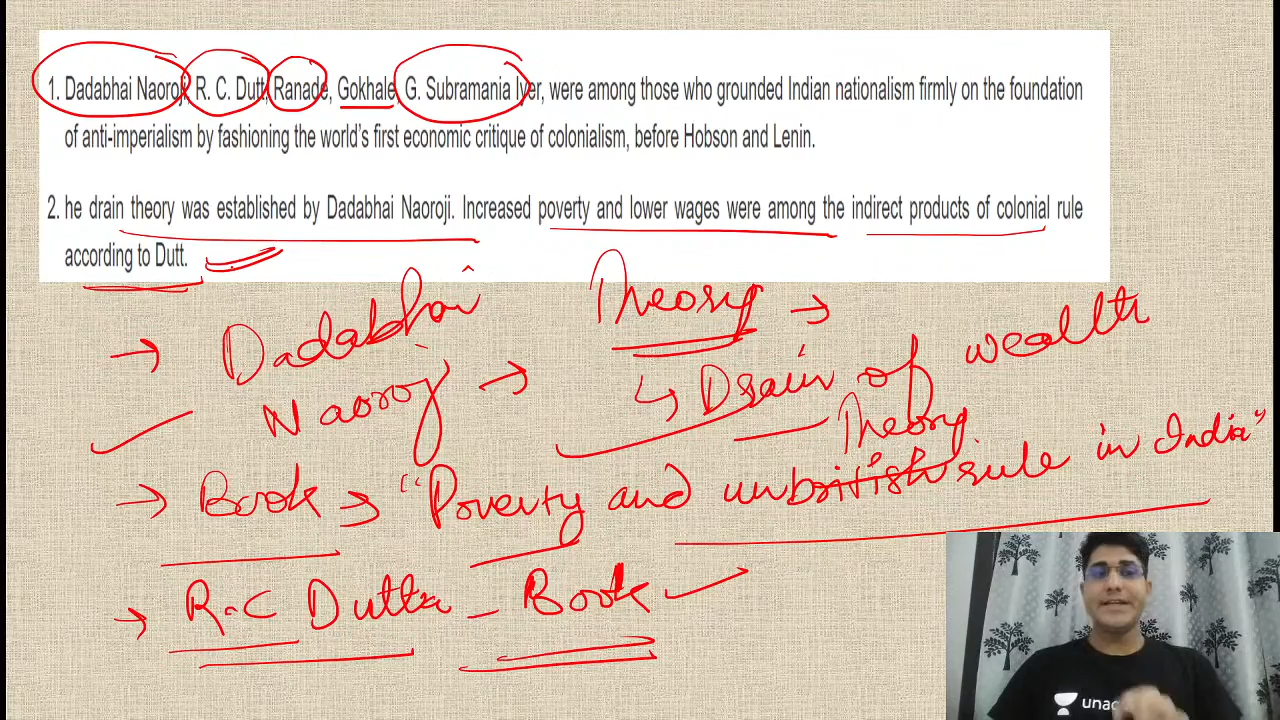 1. Dadabhai Naoroji, R. C. Dutt, Ranade, Gokhale, G. Subramania Iyer, were among those who grounded Indian nationalism firmly on the foundation
of anti-imperialism by fashioning the world's first economic critique of colonialism, before Hobson and Lenin.
2. he drain theory was established by Dadabhai Naoroji. Increased poverty and lower wages were among the indirect products of colonial rule
according to Dutt.
→ Dadabhai Theory →
Naoroji → ↳ Drain of wealth
Theory
→ Book → "Poverty and unbritish rule in India"
→ R.C Dutta - Book
unac